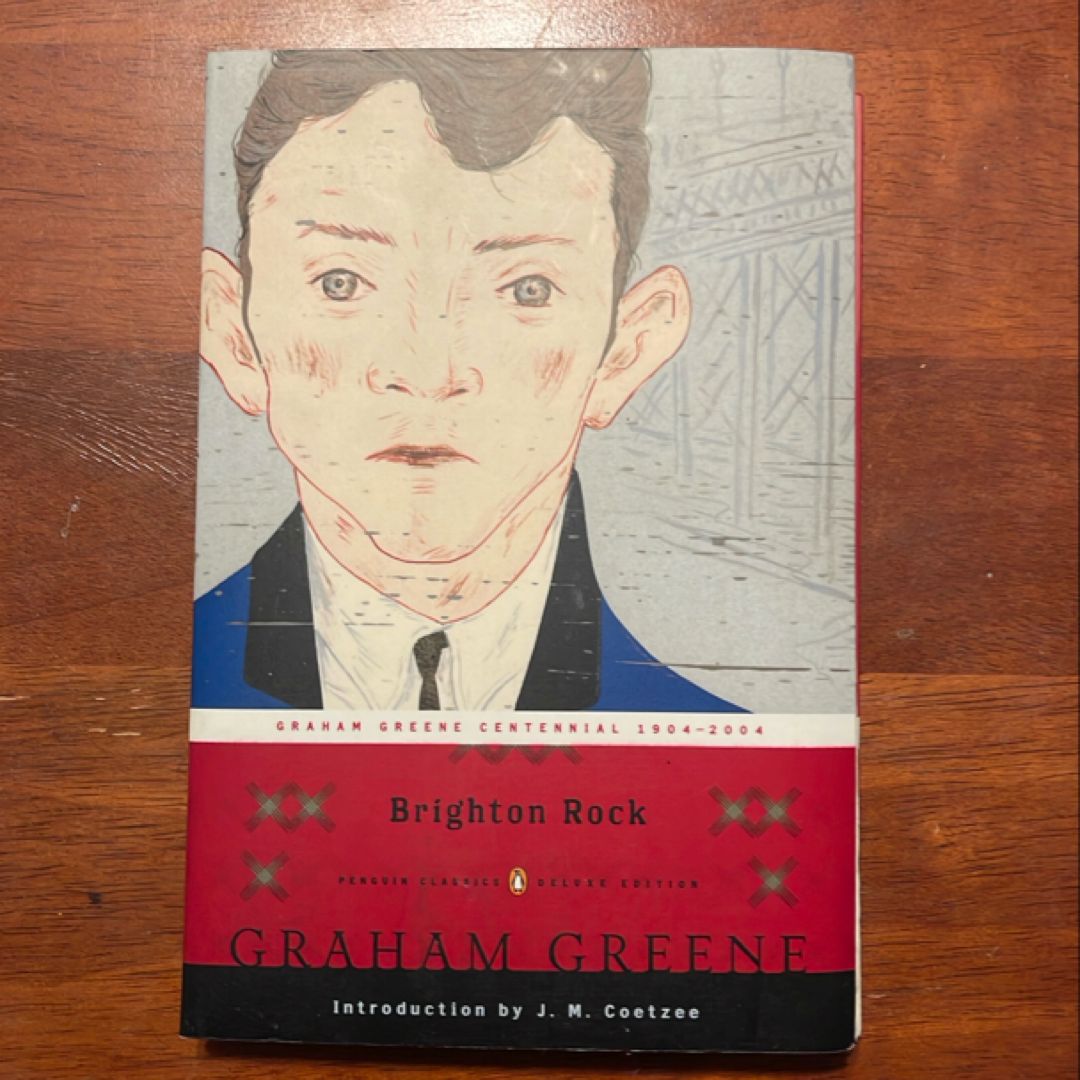 GRAHAM GREENE CENTENNIAL 1904–2004
Brighton Rock
PENGUIN CLASSICS DELUXE EDITION
GRAHAM GREENE
Introduction by J. M. Coetzee